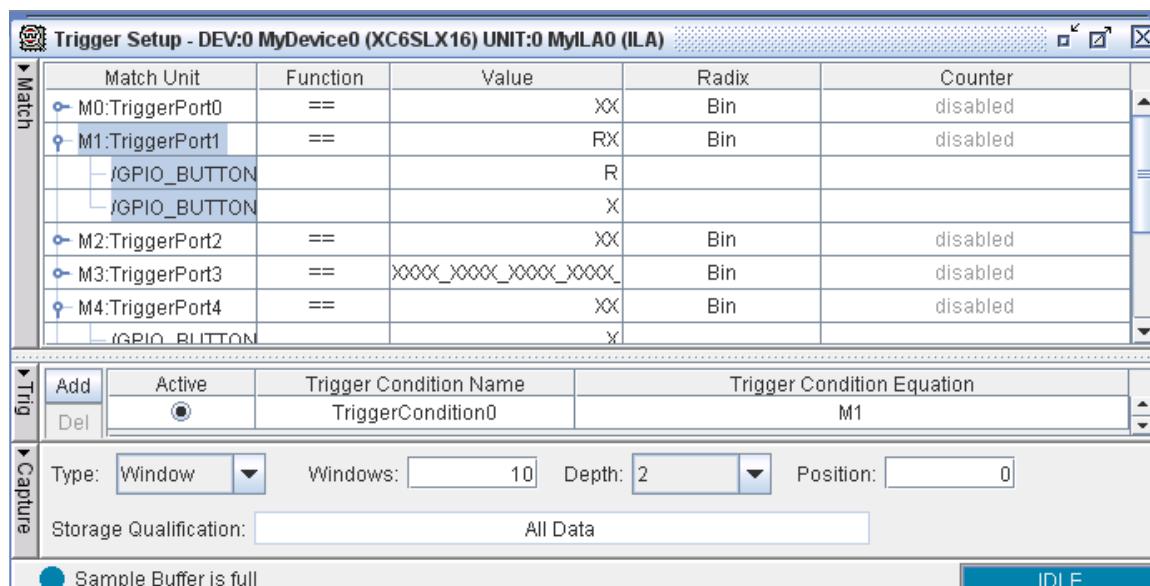 Trigger Setup - DEV:0 MyDevice0 (XC6SLX16) UNIT:0 MyILA0 (ILA)
Match
Match Unit Function Value Radix Counter
M0:TriggerPort0 == XX Bin disabled
M1:TriggerPort1 == RX Bin disabled
/GPIO_BUTTON R
/GPIO_BUTTON X
M2:TriggerPort2 == XX Bin disabled
M3:TriggerPort3 == XXXX_XXXX_XXXX_XXXX_ Bin disabled
M4:TriggerPort4 == XX Bin disabled
/GPIO_BUTTON X
Trig
Add Active Trigger Condition Name Trigger Condition Equation
Del TriggerCondition0 M1
Capture
Type: Window Windows: 10 Depth: 2 Position: 0
Storage Qualification: All Data
Sample Buffer is full IDLE